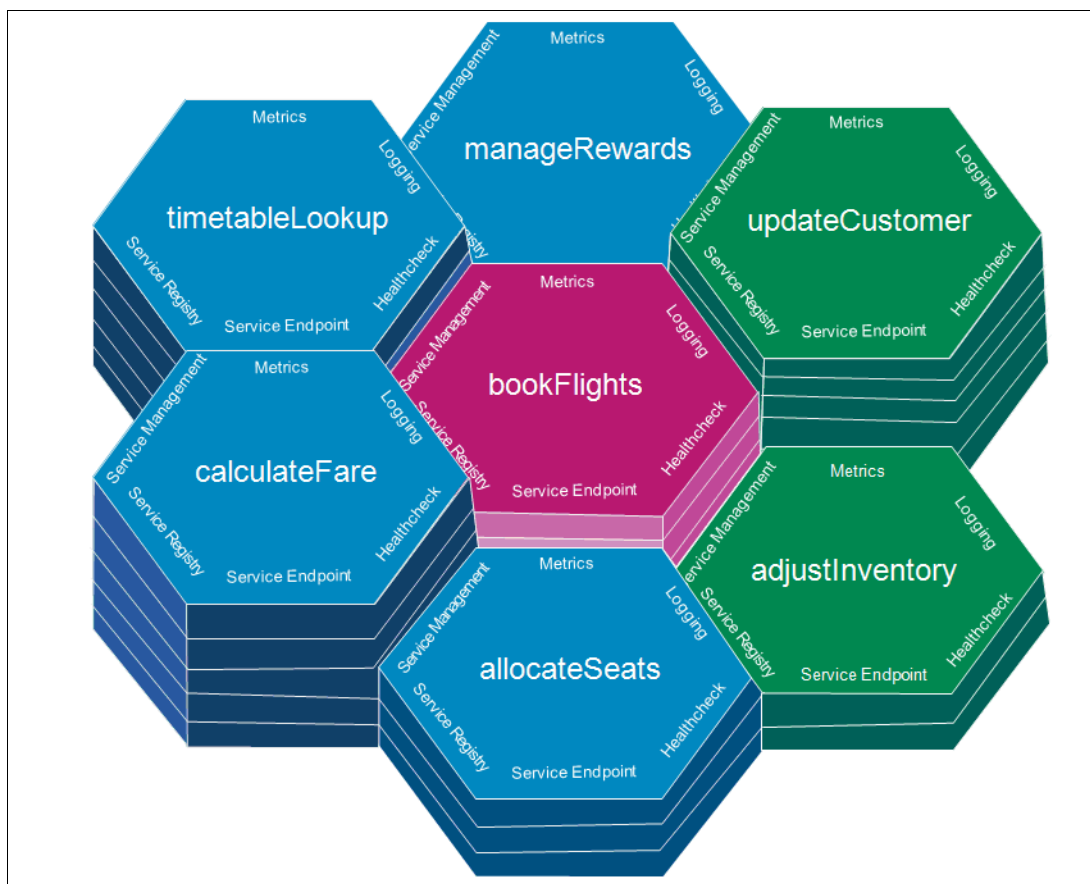 Metrics
Service Management
Logging
manageRewards
Metrics
Logging
timetableLookup
Service Registry
Healthcheck
Service Endpoint
Metrics
Service Management
Logging
updateCustomer
Service Registry
Healthcheck
Service Endpoint
Metrics
Service Management
Logging
bookFlights
Service Registry
Healthcheck
Service Endpoint
Metrics
Service Management
Logging
calculateFare
Service Registry
Healthcheck
Service Endpoint
Metrics
Service Management
Logging
adjustInventory
Service Registry
Healthcheck
Service Endpoint
Metrics
Service Management
Logging
allocateSeats
Service Registry
Healthcheck
Service Endpoint